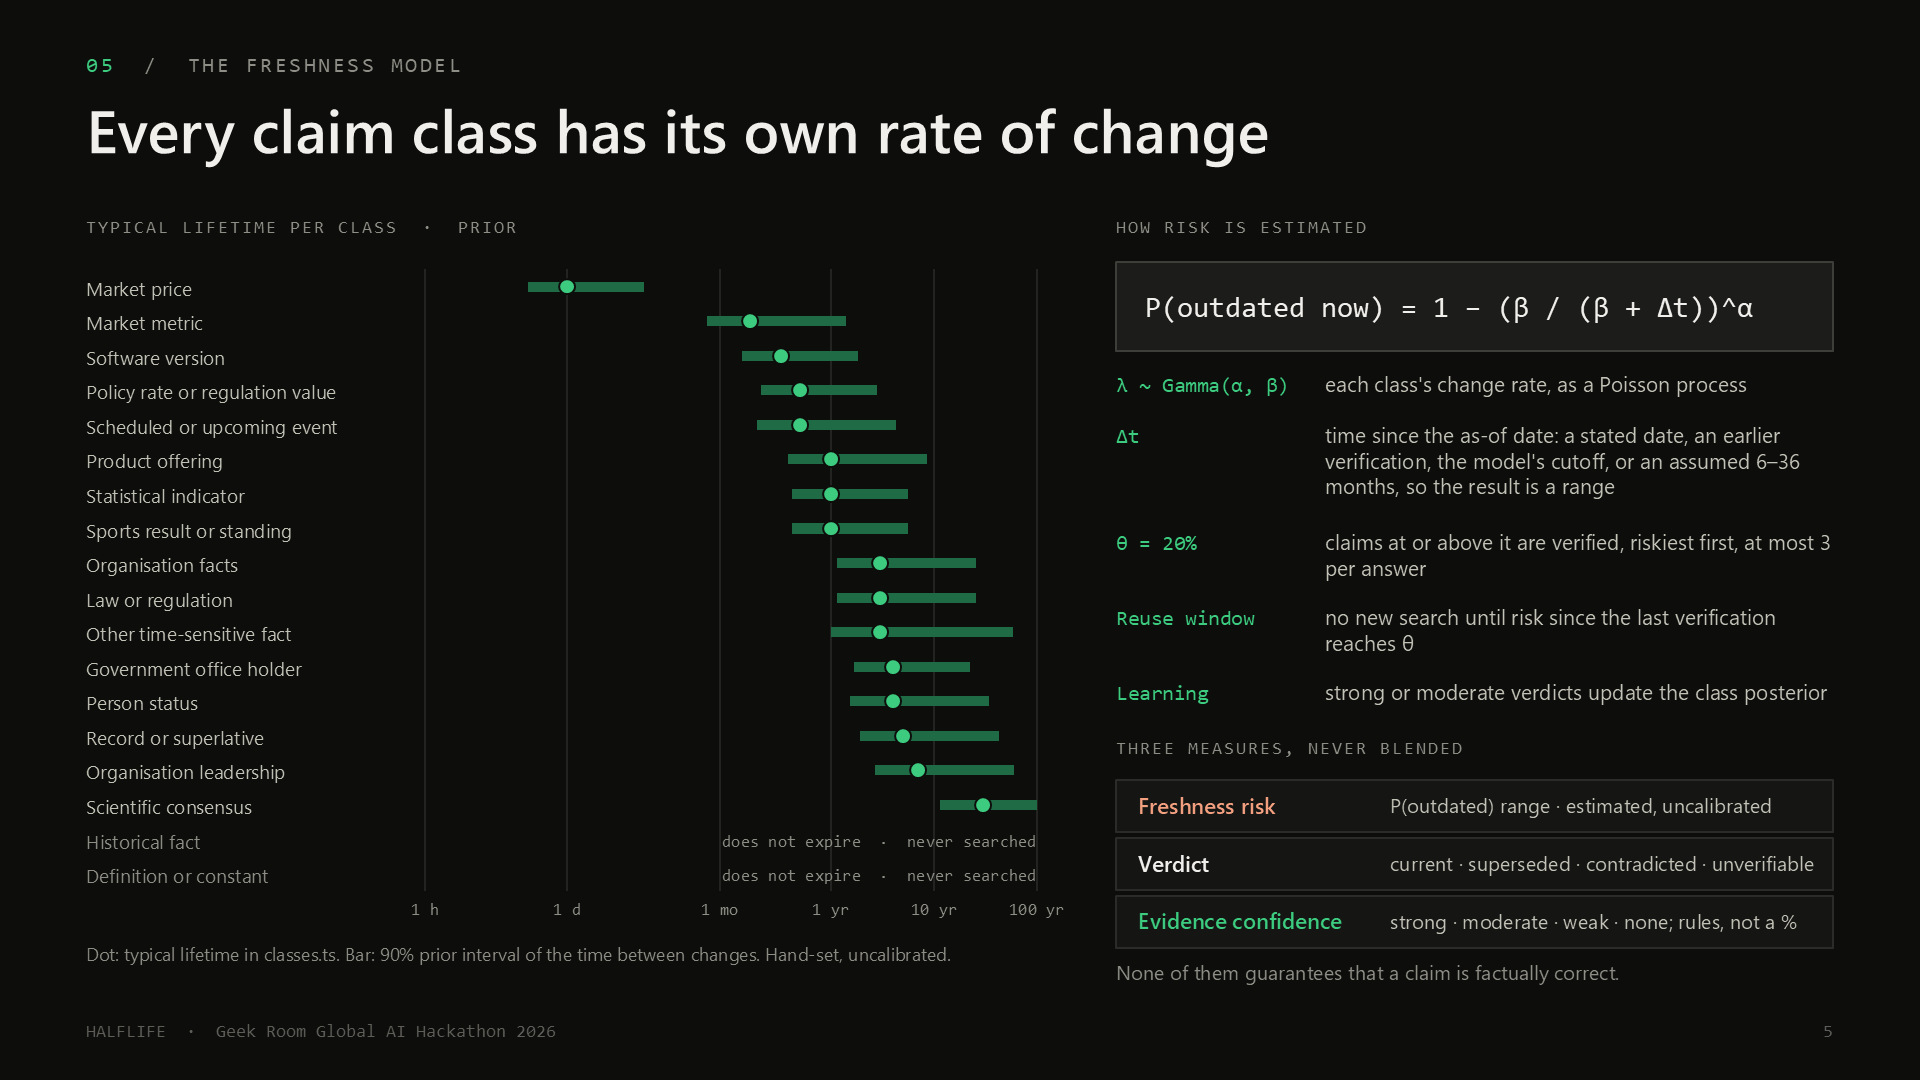 05 / THE FRESHNESS MODEL
Every claim class has its own rate of change
TYPICAL LIFETIME PER CLASS · PRIOR
Market price
Market metric
Software version
Policy rate or regulation value
Scheduled or upcoming event
Product offering
Statistical indicator
Sports result or standing
Organisation facts
Law or regulation
Other time-sensitive fact
Government office holder
Person status
Record or superlative
Organisation leadership
Scientific consensus
Historical fact does not expire · never searched
Definition or constant does not expire · never searched
1 h 1 d 1 mo 1 yr 10 yr 100 yr
Dot: typical lifetime in classes.ts. Bar: 90% prior interval of the time between changes. Hand-set, uncalibrated.
HOW RISK IS ESTIMATED
P(outdated now) = 1 − (β / (β + Δt))^α
λ ~ Gamma(α, β) each class's change rate, as a Poisson process
Δt time since the as-of date: a stated date, an earlier
verification, the model's cutoff, or an assumed 6–36
months, so the result is a range
θ = 20% claims at or above it are verified, riskiest first, at most 3
per answer
Reuse window no new search until risk since the last verification
reaches θ
Learning strong or moderate verdicts update the class posterior
THREE MEASURES, NEVER BLENDED
Freshness risk P(outdated) range · estimated, uncalibrated
Verdict current · superseded · contradicted · unverifiable
Evidence confidence strong · moderate · weak · none; rules, not a %
None of them guarantees that a claim is factually correct.
HALFLIFE · Geek Room Global AI Hackathon 2026
5